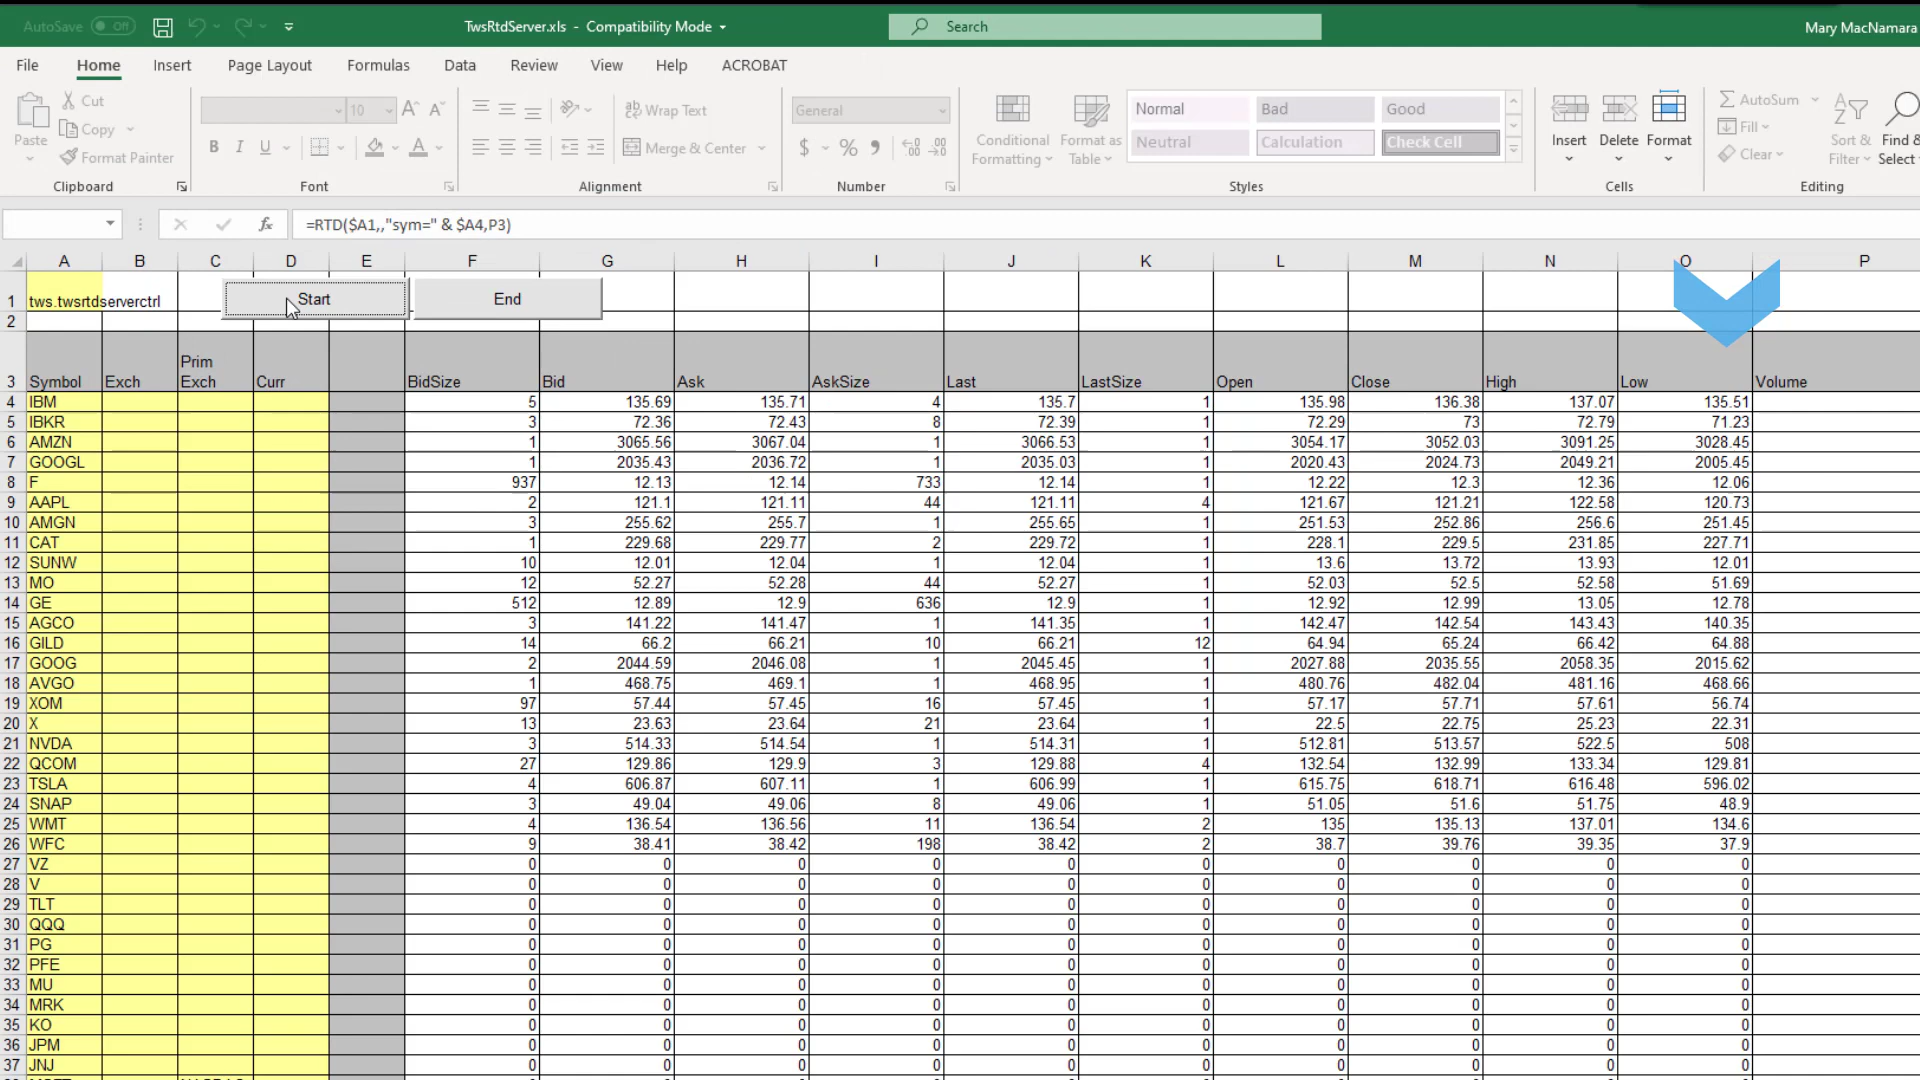 AutoSave Off TwsRtdServer.xls - Compatibility Mode Search Mary MacNamara
File Home Insert Page Layout Formulas Data Review View Help ACROBAT
Paste Cut Copy Format Painter Clipboard
10 A A B I U A Font
ab Wrap Text Merge & Center Alignment
General $ % 9 Number
Conditional Formatting Format as Table Normal Bad Good Neutral Calculation Check Cell Styles
Insert Delete Format Cells
AutoSum Fill Clear Sort & Filter Find & Select Editing
fx =RTD($A1,,"sym=" & $A4,P3)
A B C D E F G H I J K L M N O P
1 tws.twsrtdserverctrl Start End
2
3 Symbol Exch Prim Exch Curr BidSize Bid Ask AskSize Last LastSize Open Close High Low Volume
4 IBM 5 135.69 135.71 4 135.7 1 135.98 136.38 137.07 135.51
5 IBKR 3 72.36 72.43 8 72.39 1 72.29 73 72.79 71.23
6 AMZN 1 3065.56 3067.04 1 3066.53 1 3054.17 3052.03 3091.25 3028.45
7 GOOGL 1 2035.43 2036.72 1 2035.03 1 2020.43 2024.73 2049.21 2005.45
8 F 937 12.13 12.14 733 12.14 1 12.22 12.3 12.36 12.06
9 AAPL 2 121.1 121.11 44 121.11 4 121.67 121.21 122.58 120.73
10 AMGN 3 255.62 255.7 1 255.65 1 251.53 252.86 256.6 251.45
11 CAT 1 229.68 229.77 2 229.72 1 228.1 229.5 231.85 227.71
12 SUNW 10 12.01 12.04 1 12.04 1 13.6 13.72 13.93 12.01
13 MO 12 52.27 52.28 44 52.27 1 52.03 52.5 52.58 51.69
14 GE 512 12.89 12.9 636 12.9 1 12.92 12.99 13.05 12.78
15 AGCO 3 141.22 141.47 1 141.35 1 142.47 142.54 143.43 140.35
16 GILD 14 66.2 66.21 10 66.21 12 64.94 65.24 66.42 64.88
17 GOOG 2 2044.59 2046.08 1 2045.45 1 2027.88 2035.55 2058.35 2015.62
18 AVGO 1 468.75 469.1 1 468.95 1 480.76 482.04 481.16 468.66
19 XOM 97 57.44 57.45 16 57.45 1 57.17 57.71 57.61 56.74
20 X 13 23.63 23.64 21 23.64 1 22.5 22.75 25.23 22.31
21 NVDA 3 514.33 514.54 1 514.31 1 512.81 513.57 522.5 508
22 QCOM 27 129.86 129.9 3 129.88 4 132.54 132.99 133.34 129.81
23 TSLA 4 606.87 607.11 1 606.99 1 615.75 618.71 616.48 596.02
24 SNAP 3 49.04 49.06 8 49.06 1 51.05 51.6 51.75 48.9
25 WMT 4 136.54 136.56 11 136.54 2 135 135.13 137.01 134.6
26 WFC 9 38.41 38.42 198 38.42 2 38.7 39.76 39.35 37.9
27 VZ 0 0 0 0 0 0 0 0 0 0
28 V 0 0 0 0 0 0 0 0 0 0
29 TLT 0 0 0 0 0 0 0 0 0 0
30 QQQ 0 0 0 0 0 0 0 0 0 0
31 PG 0 0 0 0 0 0 0 0 0 0
32 PFE 0 0 0 0 0 0 0 0 0 0
33 MU 0 0 0 0 0 0 0 0 0 0
34 MRK 0 0 0 0 0 0 0 0 0 0
35 KO 0 0 0 0 0 0 0 0 0 0
36 JPM 0 0 0 0 0 0 0 0 0 0
37 JNJ 0 0 0 0 0 0 0 0 0 0